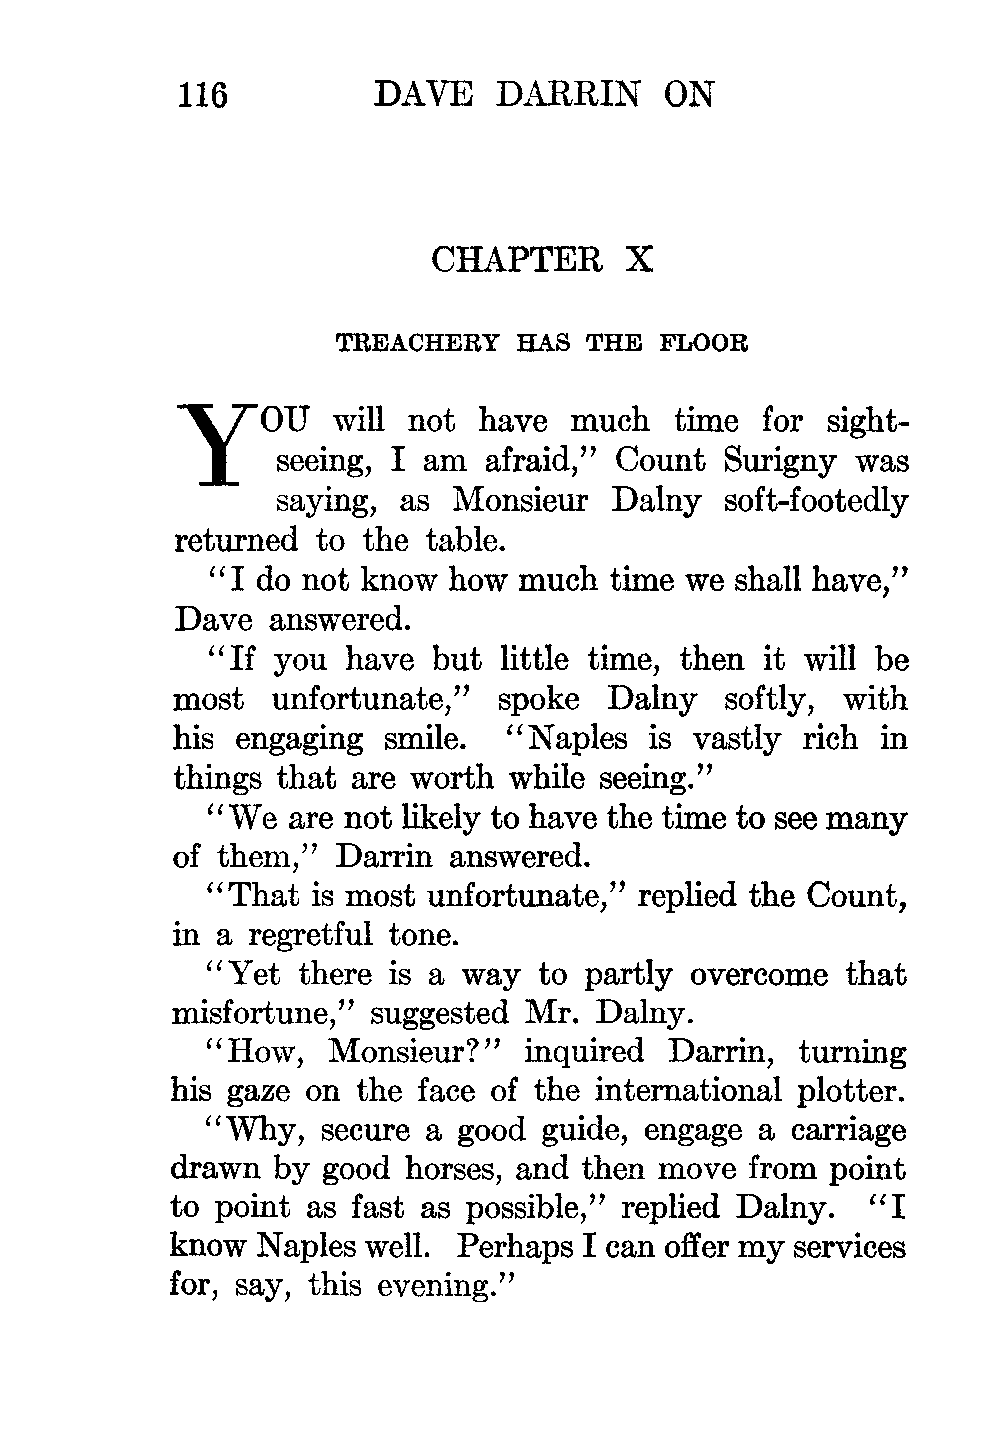 116 DAVE DARRIN ON
CHAPTER X
TREACHERY HAS THE FLOOR
YOU will not have much time for sight-
seeing, I am afraid,” Count Surigny was
saying, as Monsieur Dalny soft-footedly
returned to the table.
“I do not know how much time we shall have,”
Dave answered.
“If you have but little time, then it will be
most unfortunate,” spoke Dalny softly, with
his engaging smile. “Naples is vastly rich in
things that are worth while seeing.”
“We are not likely to have the time to see many
of them,” Darrin answered.
“That is most unfortunate,” replied the Count,
in a regretful tone.
“Yet there is a way to partly overcome that
misfortune,” suggested Mr. Dalny.
“How, Monsieur?” inquired Darrin, turning
his gaze on the face of the international plotter.
“Why, secure a good guide, engage a carriage
drawn by good horses, and then move from point
to point as fast as possible,” replied Dalny. “I
know Naples well. Perhaps I can offer my services
for, say, this evening.”